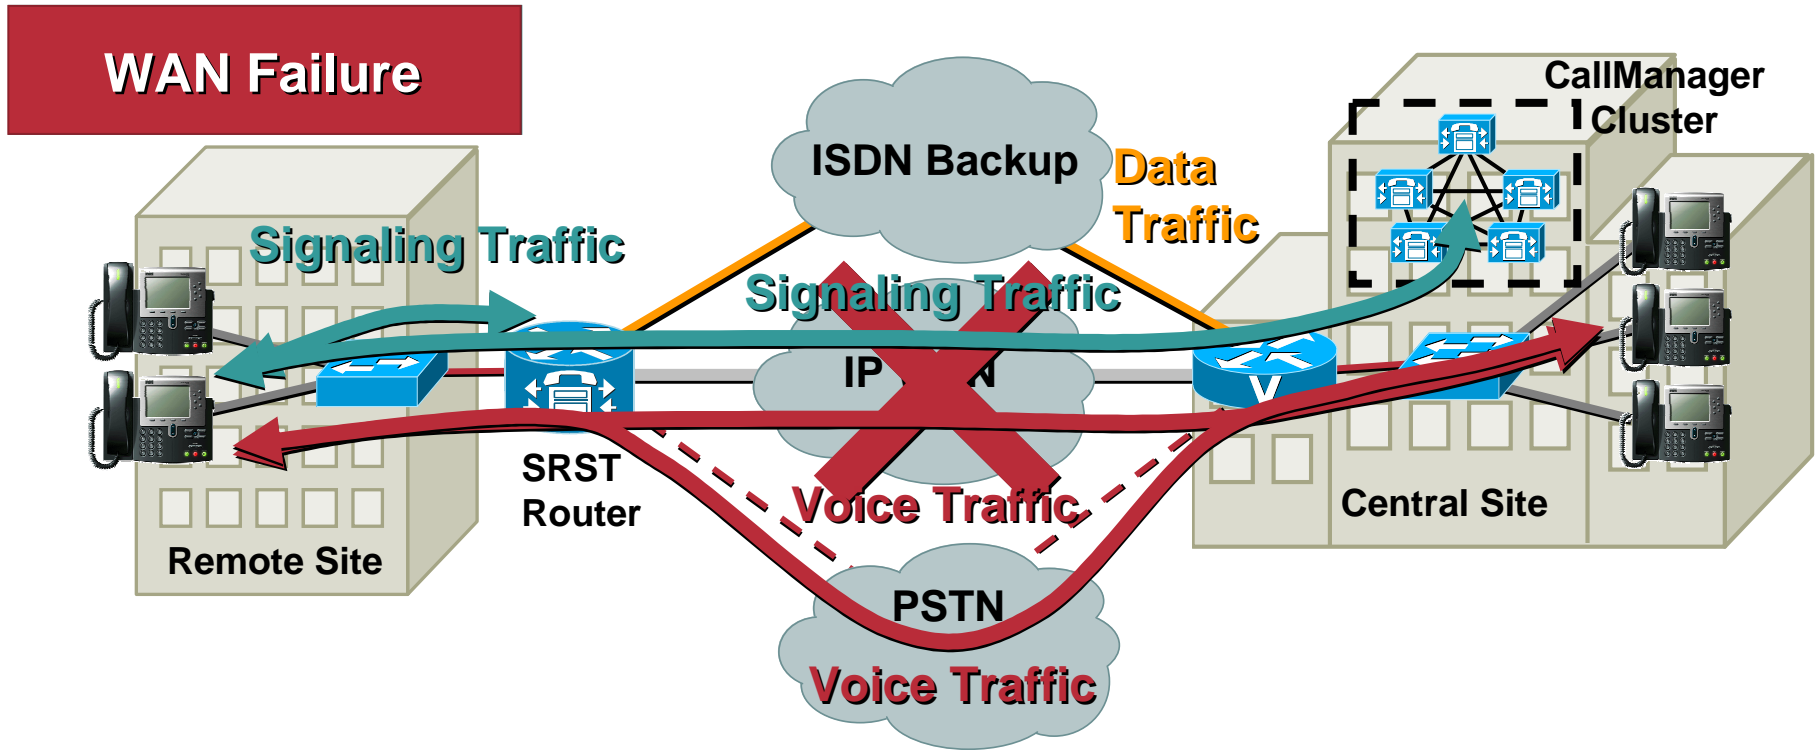 WAN Failure
CallManager
Cluster
ISDN Backup
Data
Traffic
Signaling Traffic
Signaling Traffic
IP
V
SRST
Router
Voice Traffic
Central Site
Remote Site
PSTN
Voice Traffic